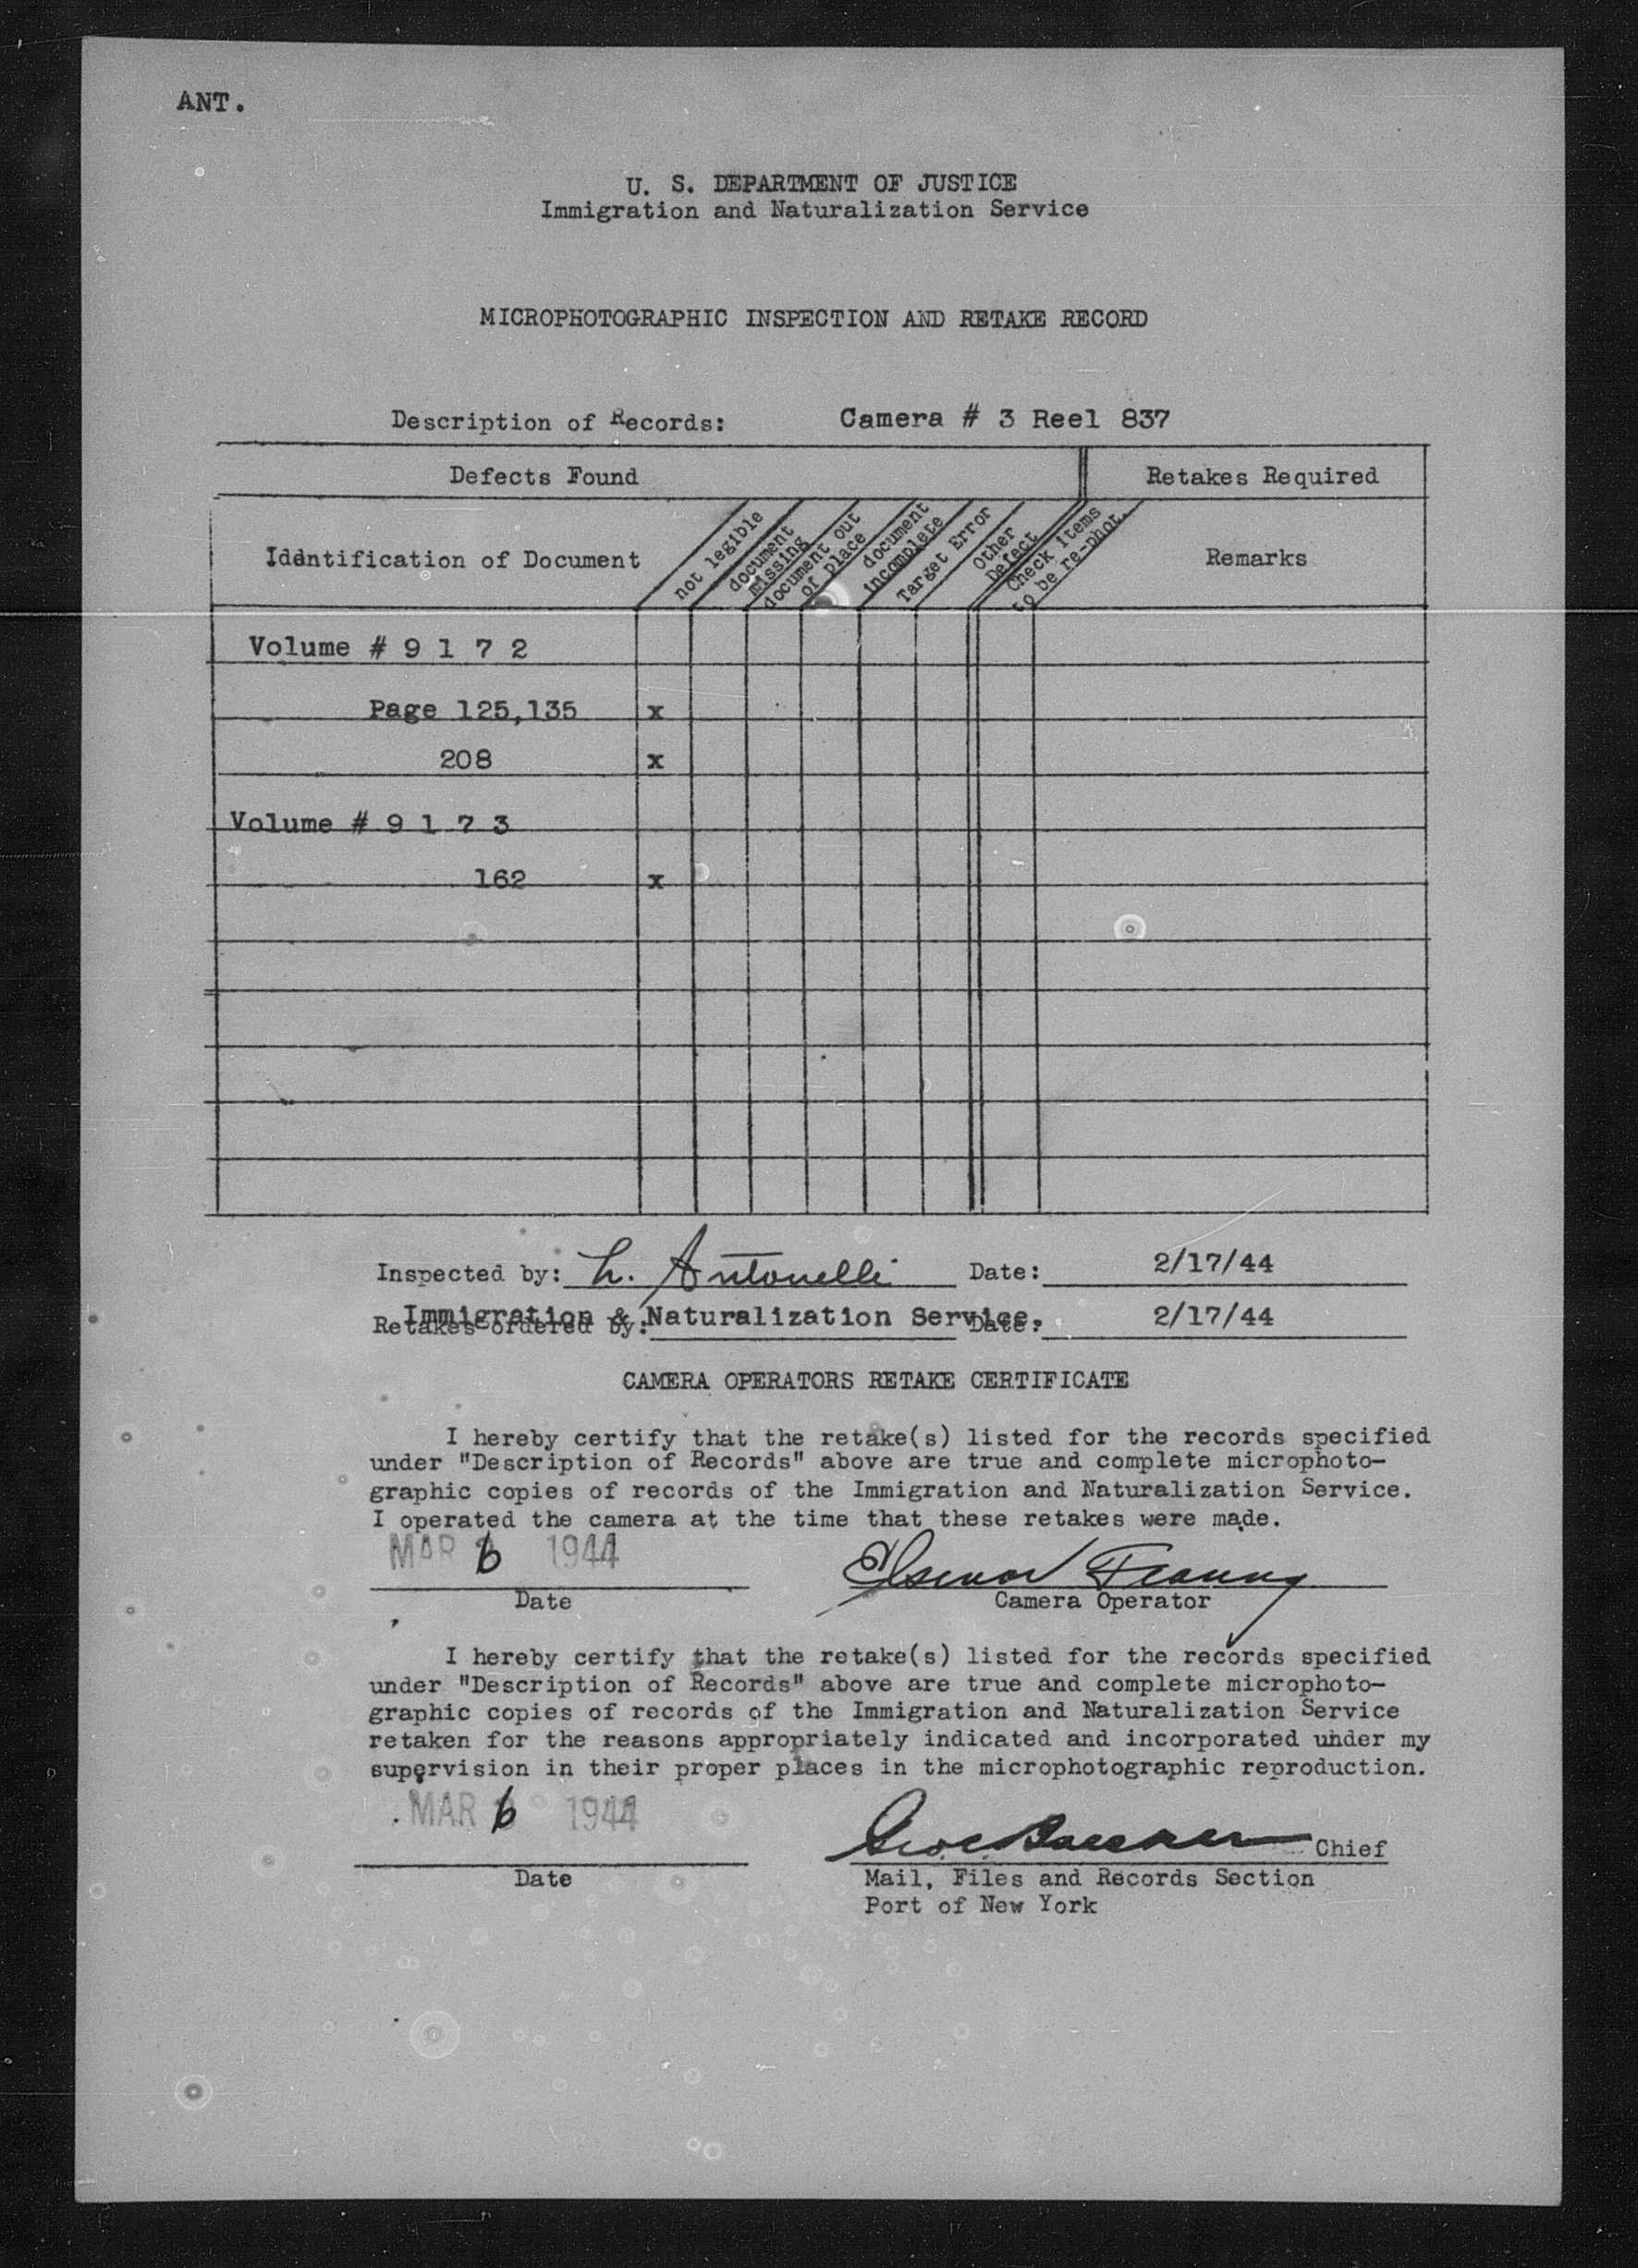 ANT.
U. S. DEPARTMENT OF JUSTICE
Immigration and Naturalization Service
MICROPHOTOGRAPHIC INSPECTION AND RETAKE RECORD
Description of Records: Camera # 3 Reel 837
Defects Found Retakes Required
Idäntification of Document not legible document missing document out of place document incomplete Target Error Other Defect Check items to be re-phot. Remarks
Volume # 9 1 7 2
Page 125,135 x
208 x
Volume # 9 1 7 3
162 x
Inspected by: L. Antonelli Date: 2/17/44
Retakes ordered by: Immigration & Naturalization Service. Date: 2/17/44
CAMERA OPERATORS RETAKE CERTIFICATE
I hereby certify that the retake(s) listed for the records specified
under "Description of Records" above are true and complete microphoto-
graphic copies of records of the Immigration and Naturalization Service.
I operated the camera at the time that these retakes were made.
MAR 6 1944
Date Camera Operator
I hereby certify that the retake(s) listed for the records specified
under "Description of Records" above are true and complete microphoto-
graphic copies of records of the Immigration and Naturalization Service
retaken for the reasons appropriately indicated and incorporated under my
supervision in their proper places in the microphotographic reproduction.
MAR 6 1944
Chief
Date Mail, Files and Records Section
Port of New York